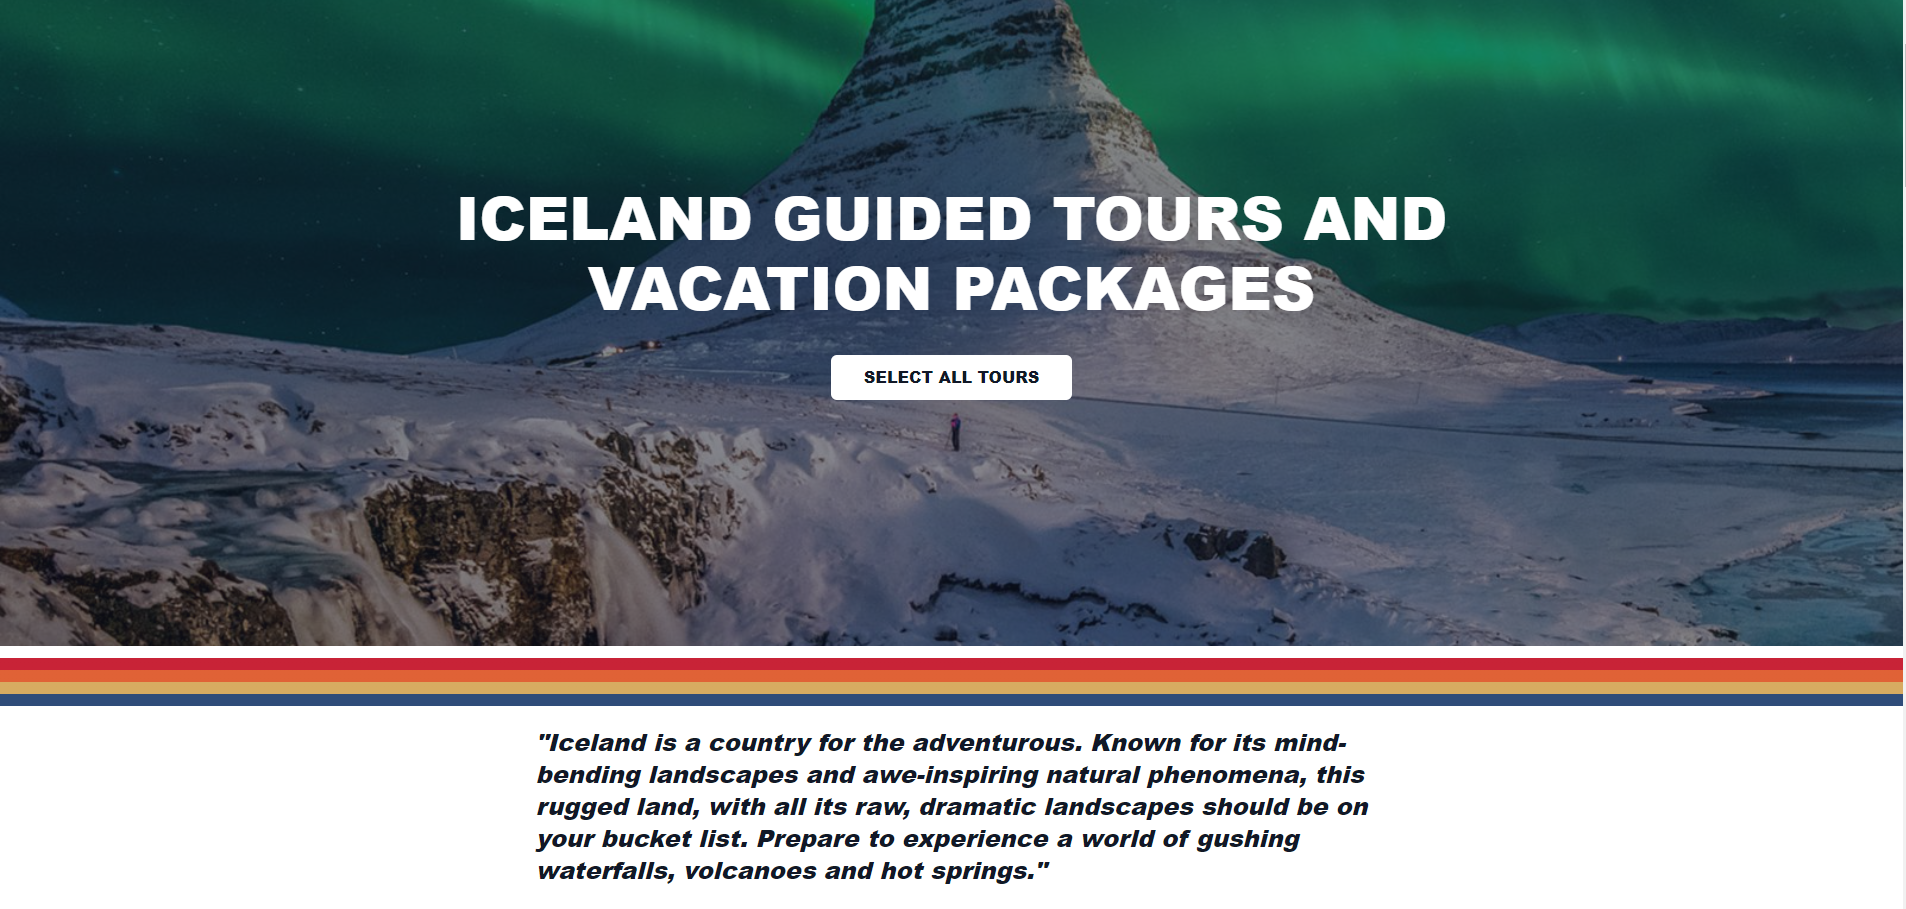 ICELAND GUIDED TOURS AND
VACATION PACKAGES
SELECT ALL TOURS
"Iceland is a country for the adventurous. Known for its mind-
bending landscapes and awe-inspiring natural phenomena, this
rugged land, with all its raw, dramatic landscapes should be on
your bucket list. Prepare to experience a world of gushing
waterfalls, volcanoes and hot springs."